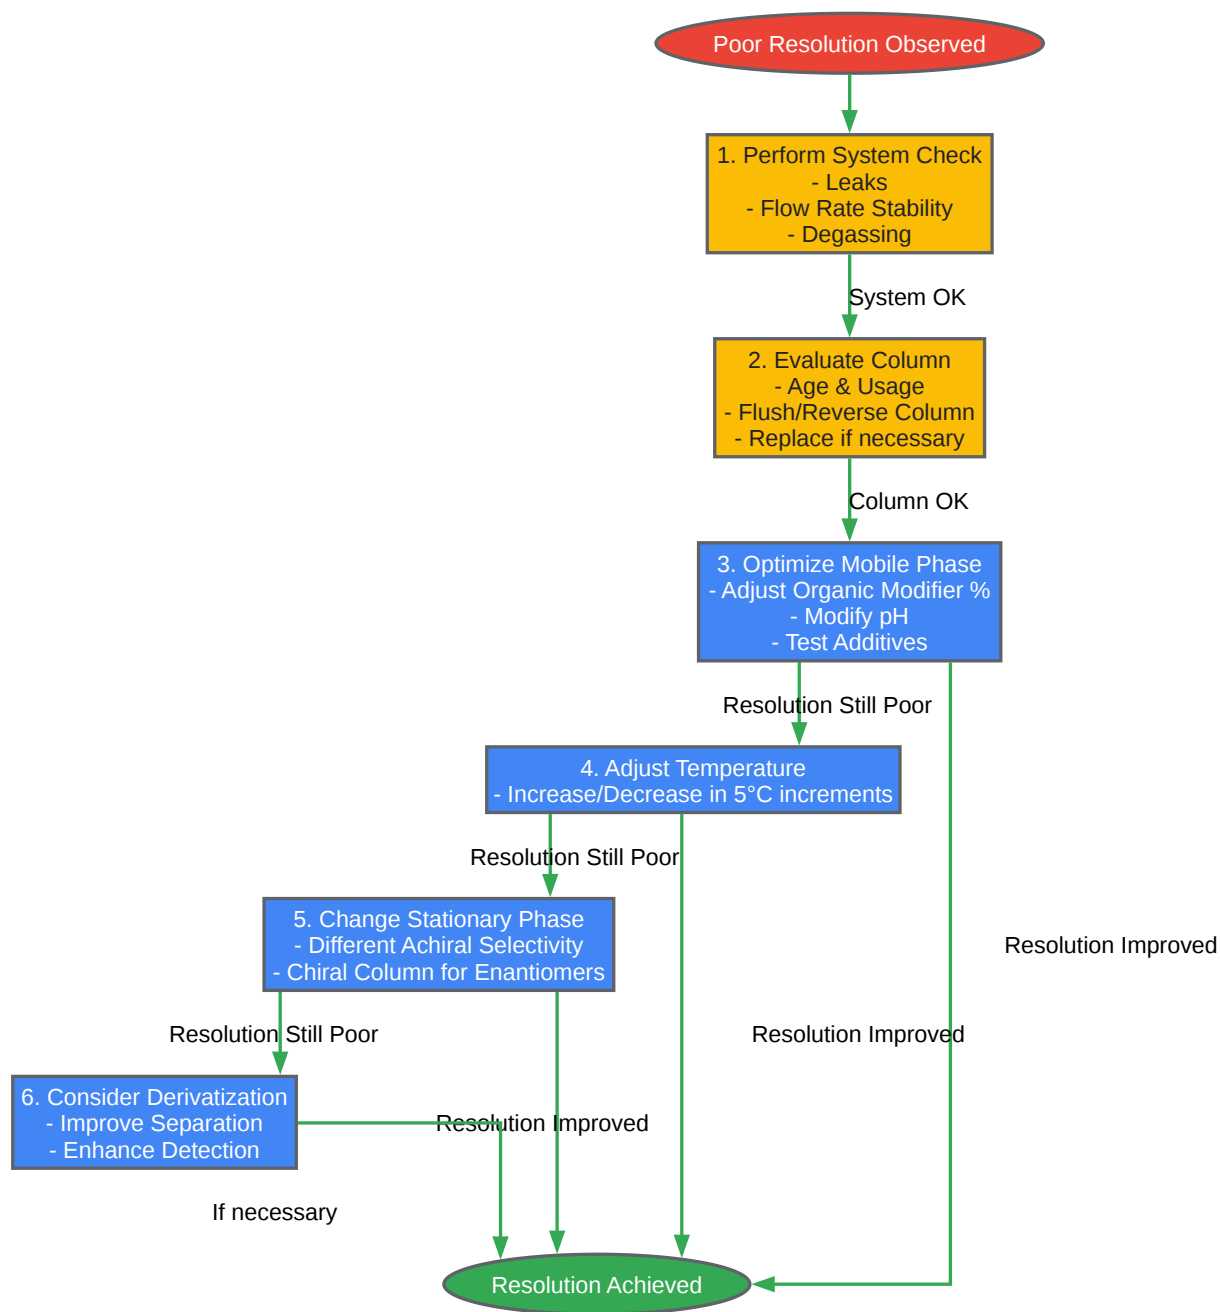 Poor Resolution Observed
1. Perform System Check
- Leaks
- Flow Rate Stability
- Degassing
System OK
2. Evaluate Column
- Age & Usage
- Flush/Reverse Column
- Replace if necessary
Column OK
3. Optimize Mobile Phase
- Adjust Organic Modifier %
- Modify pH
- Test Additives
Resolution Still Poor
4. Adjust Temperature
- Increase/Decrease in 5°C increments
Resolution Still Poor
5. Change Stationary Phase
- Different Achiral Selectivity
- Chiral Column for Enantiomers
Resolution Improved
Resolution Still Poor
Resolution Improved
6. Consider Derivatization
- Improve Separation
- Enhance Detection
Resolution Improved
If necessary
Resolution Achieved